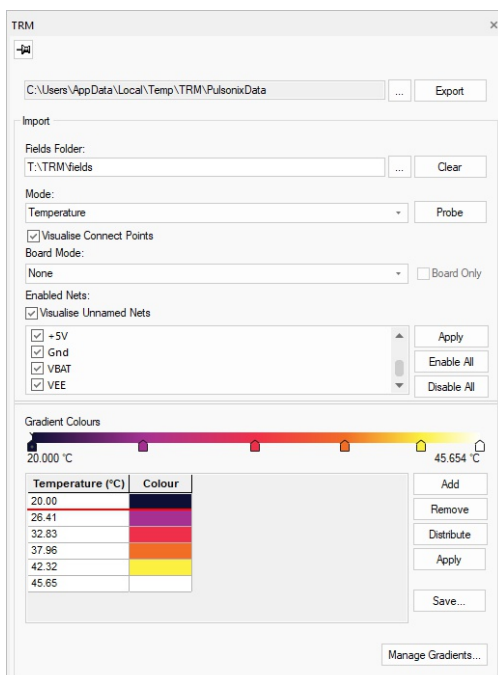 TRM
C:\Users\AppData\Local\Temp\TRM\PulsonixData ... Export
Import
Fields Folder:
T:\TRM\fields ... Clear
Mode:
Temperature Probe
Visualise Connect Points
Board Mode:
None Board Only
Enabled Nets:
Visualise Unnamed Nets
+5V Apply
Gnd
VBAT Enable All
VEE Disable All
Gradient Colours
20.000 °C 45.654 °C
Temperature (°C) Colour Add
20.00 Remove
26.41
32.83 Distribute
37.96 Apply
42.32
45.65 Save...
Manage Gradients...